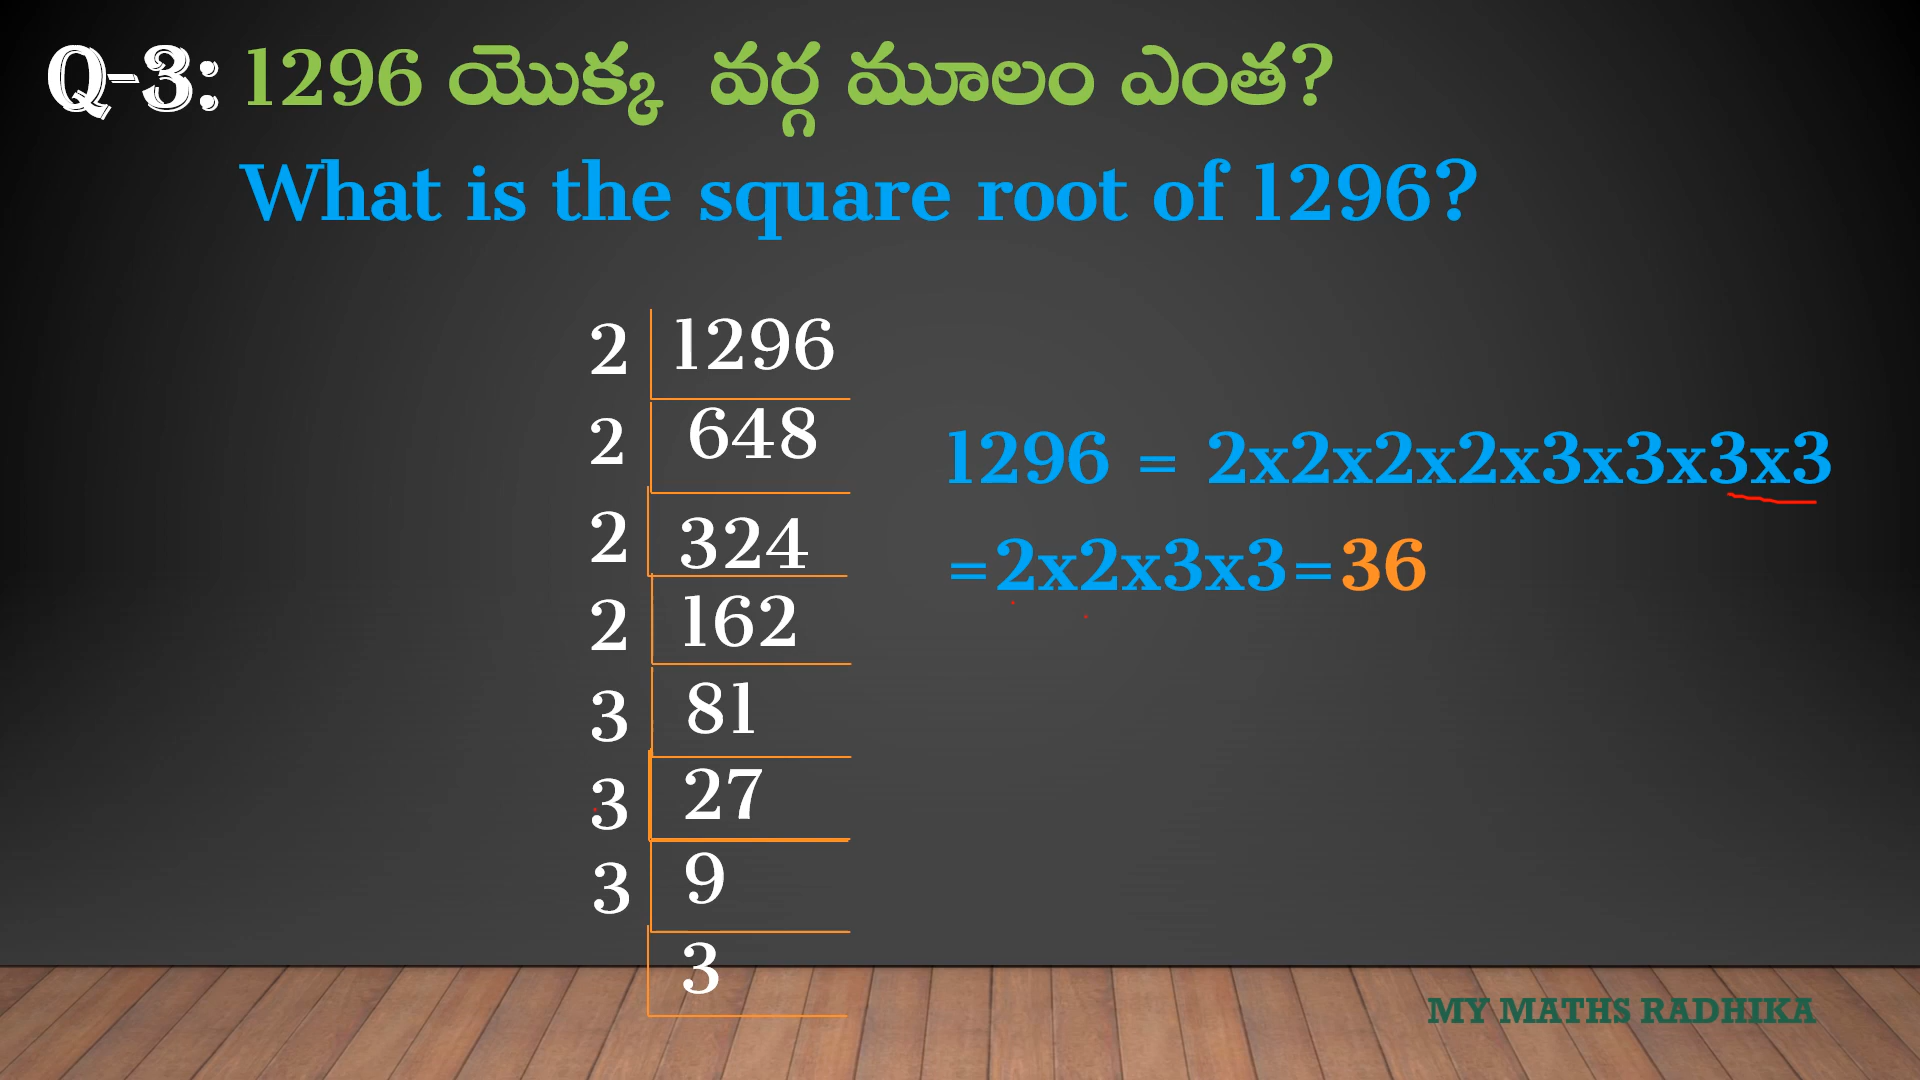 Q-3: 1296 యొక్క వర్గ మూలం ఎంత?
What is the square root of 1296?
2 1296
2 648
2 324
2 162
3 81
3 27
3 9
3
1296 = 2x2x2x2x3x3x3x3
=2x2x3x3=36
MY MATHS RADHIKA